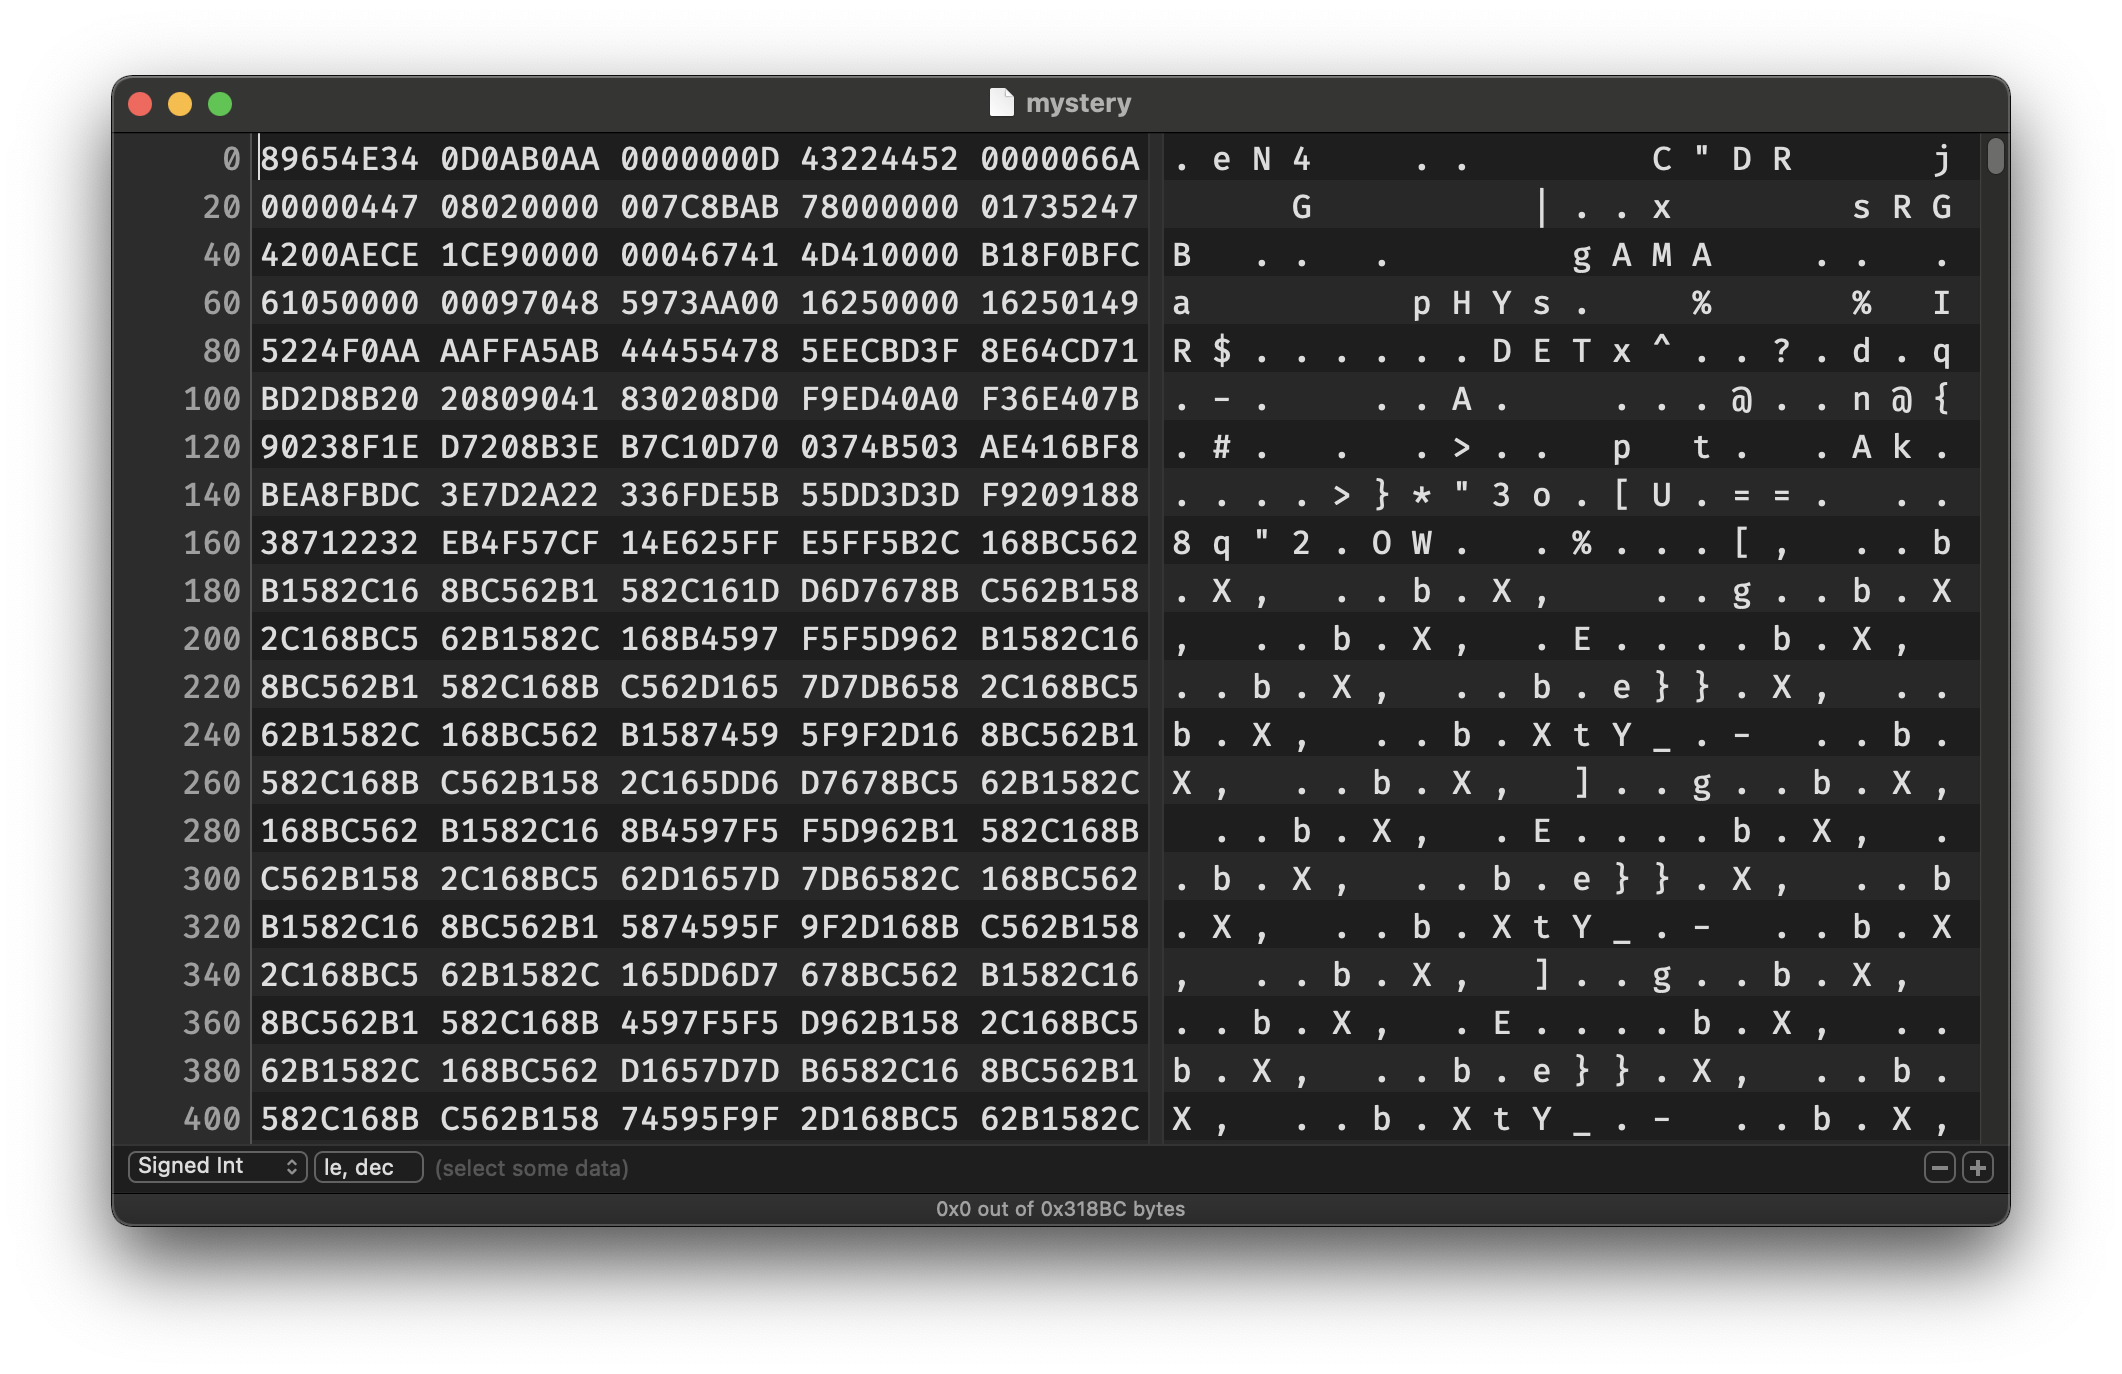 mystery
0 89654E34 0D0AB0AA 0000000D 43224452 0000066A . e N 4 . . C " D R j
20 00000447 08020000 007C8BAB 78000000 01735247 G | . . x s R G
40 4200AECE 1CE90000 00046741 4D410000 B18F0BFC B . . . g A M A . . .
60 61050000 00097048 5973AA00 16250000 16250149 a p H Y s . % % I
80 5224F0AA AAFFA5AB 44455478 5EECBD3F 8E64CD71 R $ . . . . . . D E T x ^ . . ? . d . q
100 BD2D8B20 20809041 830208D0 F9ED40A0 F36E407B . - . . . A . . . . @ . . n @ {
120 90238F1E D7208B3E B7C10D70 0374B503 AE416BF8 . # . . . > . . p t . . A k .
140 BEA8FBDC 3E7D2A22 336FDE5B 55DD3D3D F9209188 . . . . > } * " 3 o . [ U . = = . . .
160 38712232 EB4F57CF 14E625FF E5FF5B2C 168BC562 8 q " 2 . O W . . % . . . [ , . . b
180 B1582C16 8BC562B1 582C161D D6D7678B C562B158 . X , . . b . X , . . g . . b . X
200 2C168BC5 62B1582C 168B4597 F5F5D962 B1582C16 , . . b . X , . E . . . . b . X ,
220 8BC562B1 582C168B C562D165 7D7DB658 2C168BC5 . . b . X , . . b . e } } . X , . .
240 62B1582C 168BC562 B1587459 5F9F2D16 8BC562B1 b . X , . . b . X t Y _ . - . . b .
260 582C168B C562B158 2C165DD6 D7678BC5 62B1582C X , . . b . X , ] . . g . . b . X ,
280 168BC562 B1582C16 8B4597F5 F5D962B1 582C168B . . b . X , . E . . . . b . X , .
300 C562B158 2C168BC5 62D1657D 7DB6582C 168BC562 . b . X , . . b . e } } . X , . . b
320 B1582C16 8BC562B1 5874595F 9F2D168B C562B158 . X , . . b . X t Y _ . - . . b . X
340 2C168BC5 62B1582C 165DD6D7 678BC562 B1582C16 , . . b . X , ] . . g . . b . X ,
360 8BC562B1 582C168B 4597F5F5 D962B158 2C168BC5 . . b . X , . E . . . . b . X , . .
380 62B1582C 168BC562 D1657D7D B6582C16 8BC562B1 b . X , . . b . e } } . X , . . b .
400 582C168B C562B158 74595F9F 2D168BC5 62B1582C X , . . b . X t Y _ . - . . b . X ,
Signed Int le, dec (select some data)
0x0 out of 0x318BC bytes